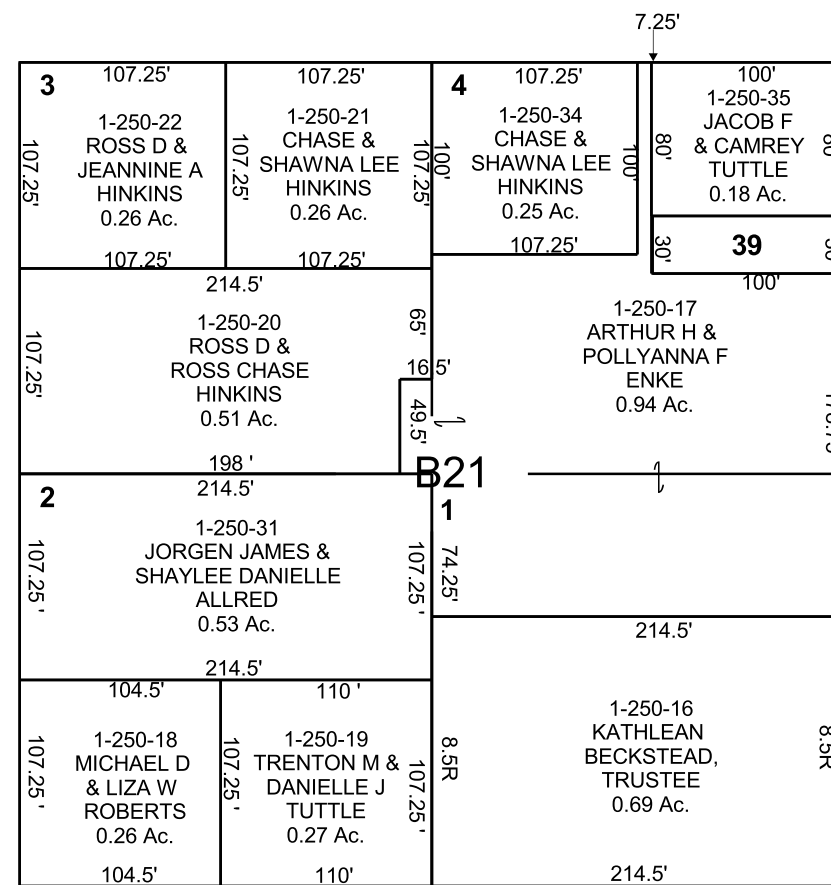 7.25'
3
107.25'
107.25'
4
107.25'
100'
1-250-22
ROSS D &
JEANNINE A
HINKINS
0.26 Ac.
107.25'
107.25'
1-250-21
CHASE &
SHAWNA LEE
HINKINS
0.26 Ac.
107.25'
100'
1-250-34
CHASE &
SHAWNA LEE
HINKINS
0.25 Ac.
100'
80'
1-250-35
JACOB F
& CAMREY
TUTTLE
0.18 Ac.
107.25'
107.25'
107.25'
30'
39
100'
214.5'
107.25'
1-250-20
ROSS D &
ROSS CHASE
HINKINS
0.51 Ac.
65'
16.5'
49.5'
198 '
1-250-17
ARTHUR H &
POLLYANNA F
ENKE
0.94 Ac.
B21
2
214.5'
1
107.25 '
1-250-31
JORGEN JAMES &
SHAYLEE DANIELLE
ALLRED
0.53 Ac.
107.25 '
74.25'
214.5'
214.5'
104.5'
110 '
107.25 '
1-250-18
MICHAEL D
& LIZA W
ROBERTS
0.26 Ac.
107.25 '
1-250-19
TRENTON M &
DANIELLE J
TUTTLE
0.27 Ac.
107.25 '
8.5R
1-250-16
KATHLEAN
BECKSTEAD,
TRUSTEE
0.69 Ac.
8.5R
104.5'
110'
214.5'